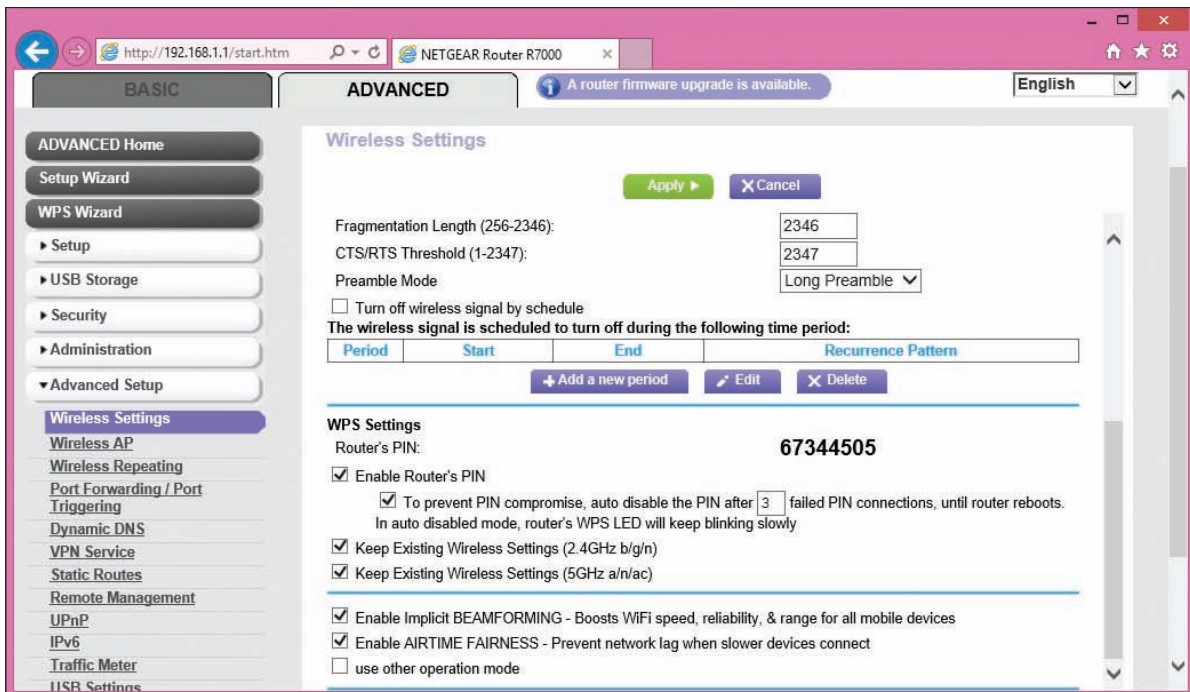 http://192.168.1.1/start.htm
NETGEAR Router R7000
BASIC
ADVANCED
A router firmware upgrade is available.
English
ADVANCED Home
Setup Wizard
WPS Wizard
Setup
USB Storage
Security
Administration
Advanced Setup
Wireless Settings
Wireless AP
Wireless Repeating
Port Forwarding / Port
Triggering
Dynamic DNS
VPN Service
Static Routes
Remote Management
UPnP
IPv6
Traffic Meter
USB Settings
Wireless Settings
Apply
Cancel
Fragmentation Length (256-2346): 2346
CTS/RTS Threshold (1-2347): 2347
Preamble Mode Long Preamble
Turn off wireless signal by schedule
The wireless signal is scheduled to turn off during the following time period:
Period Start End Recurrence Pattern
Add a new period Edit Delete
WPS Settings
Router's PIN: 67344505
Enable Router's PIN
To prevent PIN compromise, auto disable the PIN after 3 failed PIN connections, until router reboots.
In auto disabled mode, router's WPS LED will keep blinking slowly
Keep Existing Wireless Settings (2.4GHz b/g/n)
Keep Existing Wireless Settings (5GHz a/n/ac)
Enable Implicit BEAMFORMING - Boosts WiFi speed, reliability, & range for all mobile devices
Enable AIRTIME FAIRNESS - Prevent network lag when slower devices connect
use other operation mode